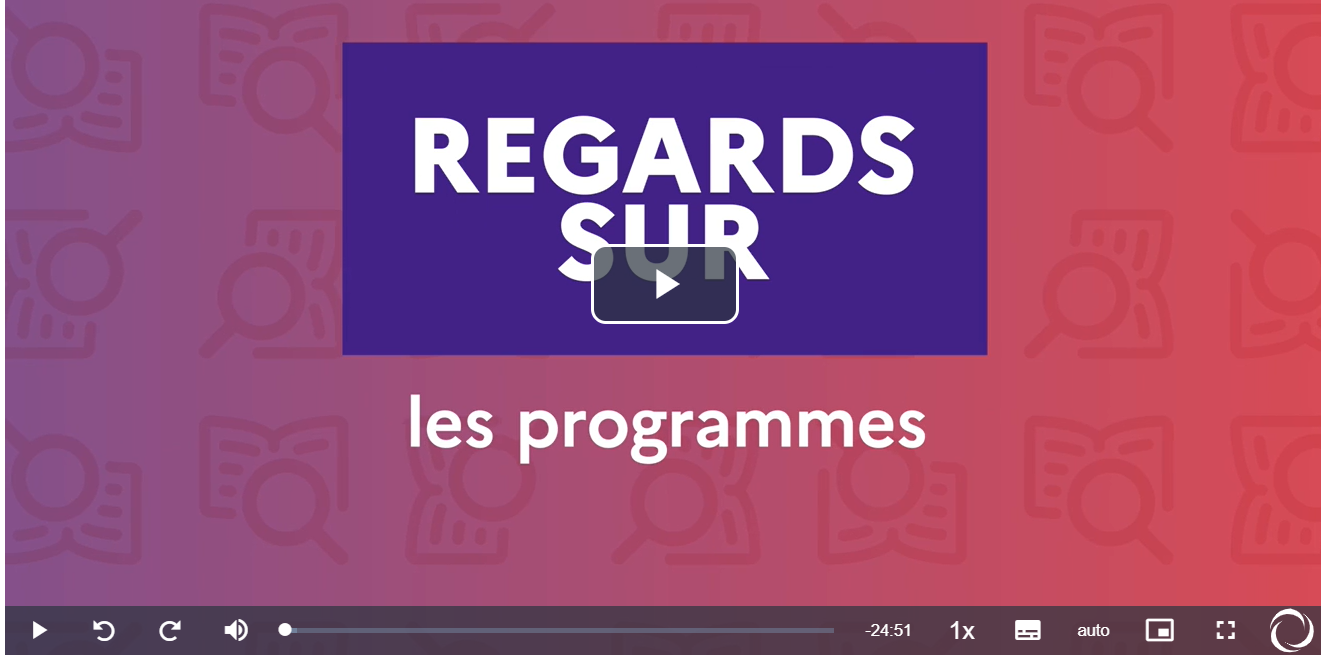 REGARDS
SUR
les programmes
-24:51
1x
auto